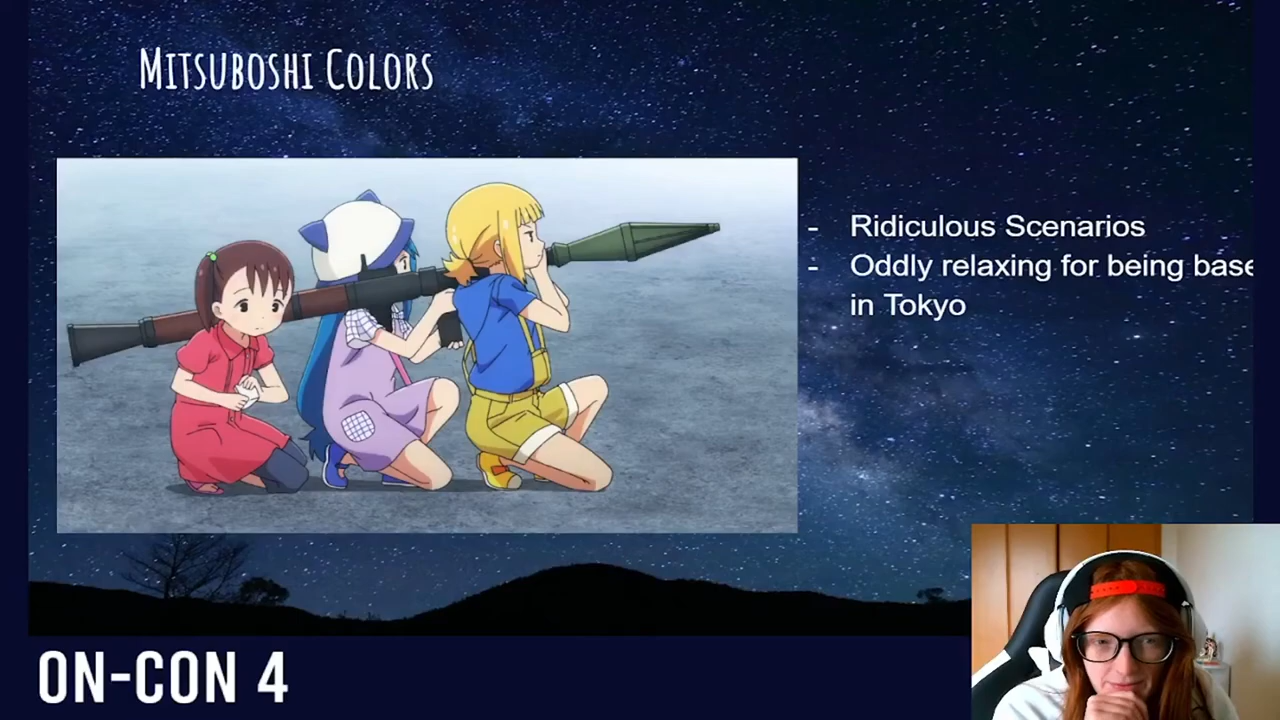 MITSUBOSHI COLORS
- Ridiculous Scenarios
- Oddly relaxing for being base
in Tokyo
ON-CON 4